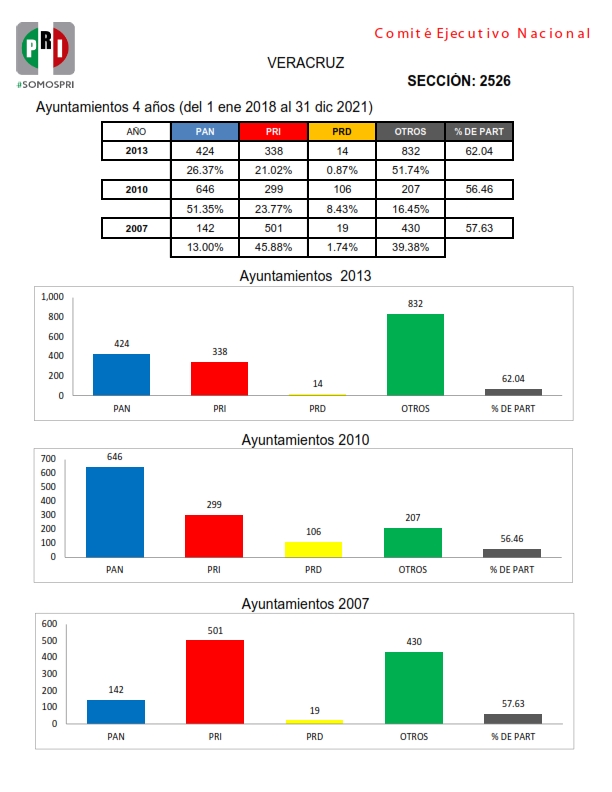 Comité Ejecutivo Nacional
PRI
#SOMOSPRI
VERACRUZ
SECCIÓN: 2526
Ayuntamientos 4 años (del 1 ene 2018 al 31 dic 2021)
AÑO PAN PRI PRD OTROS % DE PART
2013 424 338 14 832 62.04
26.37% 21.02% 0.87% 51.74%
2010 646 299 106 207 56.46
51.35% 23.77% 8.43% 16.45%
2007 142 501 19 430 57.63
13.00% 45.88% 1.74% 39.38%
Ayuntamientos 2013
1,000
800
600
400
200
0
424
338
14
832
62.04
PAN PRI PRD OTROS % DE PART
Ayuntamientos 2010
700
600
500
400
300
200
100
0
646
299
106
207
56.46
PAN PRI PRD OTROS % DE PART
Ayuntamientos 2007
600
500
400
300
200
100
0
142
501
19
430
57.63
PAN PRI PRD OTROS % DE PART